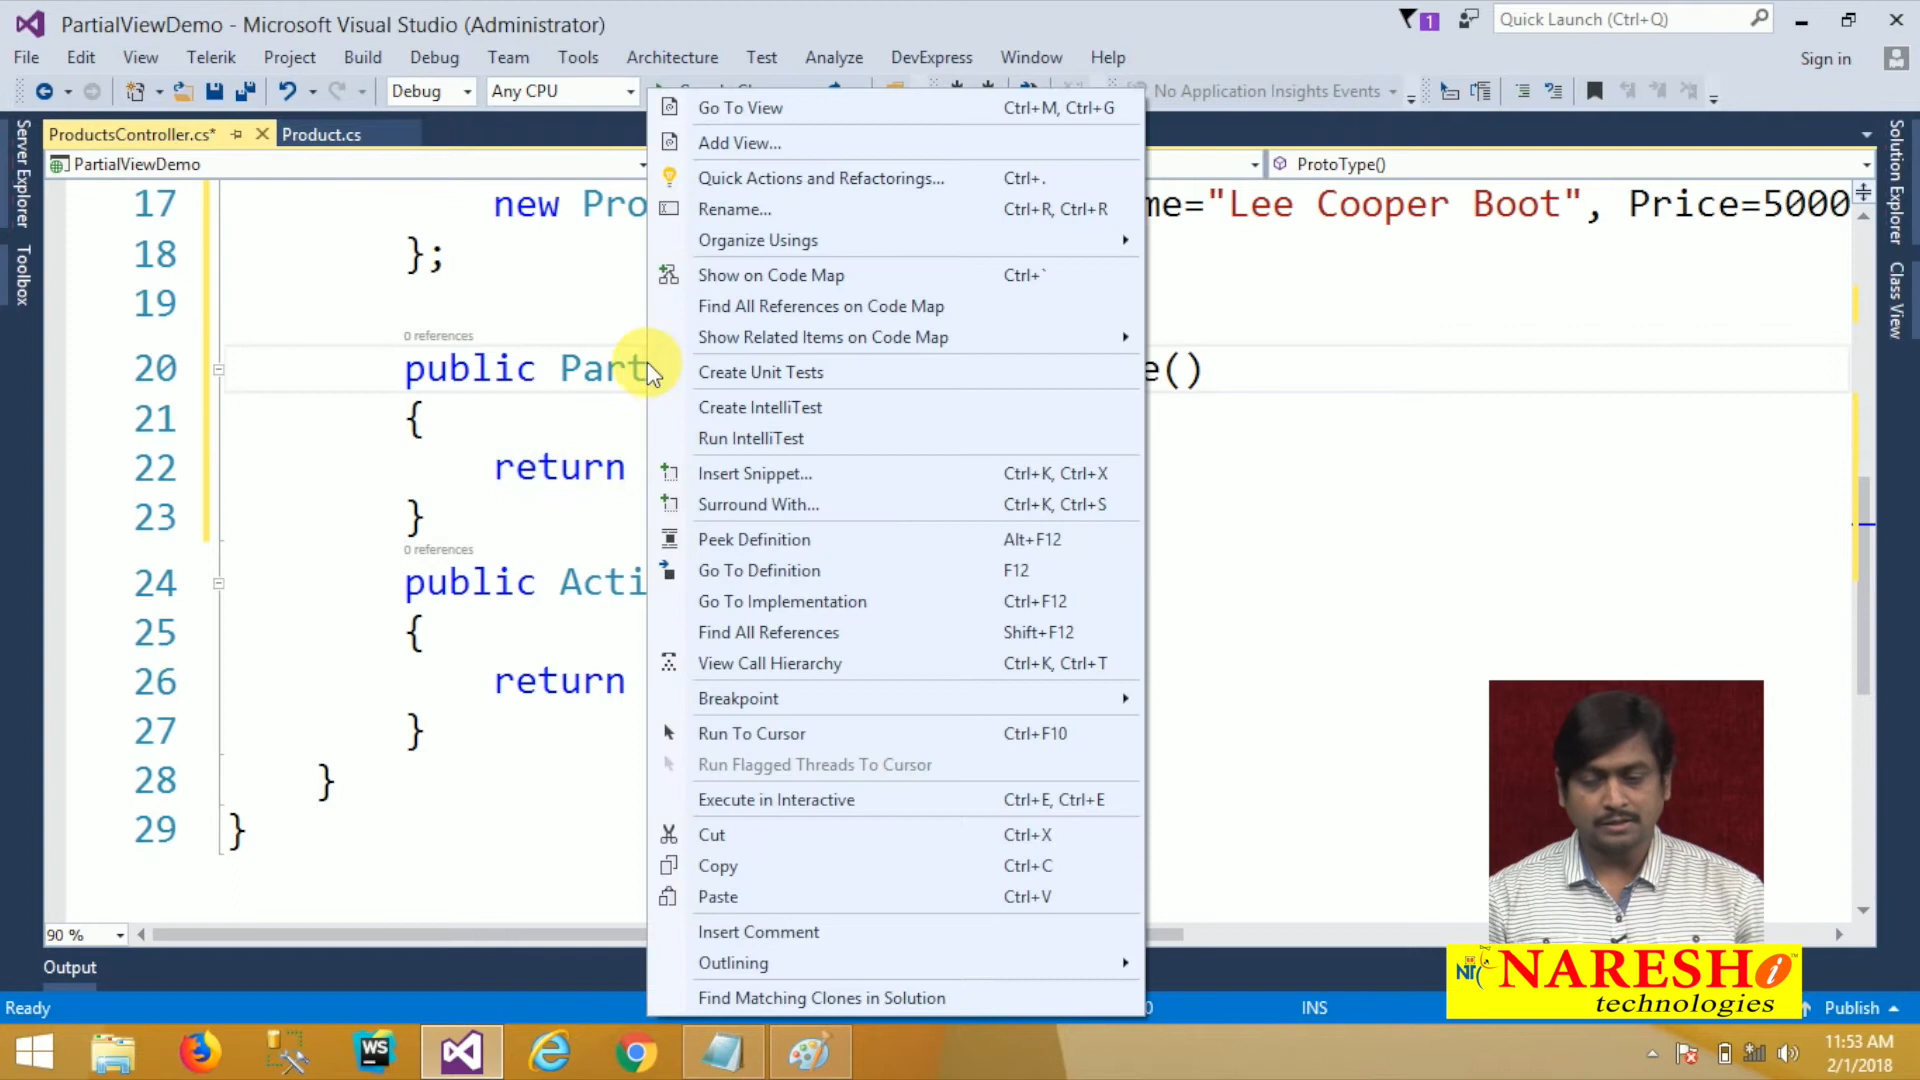 PartialViewDemo - Microsoft Visual Studio (Administrator)
1
Quick Launch (Ctrl+Q)
File Edit View Telerik Project Build Debug Team Tools Architecture Test Analyze DevExpress Window Help
Sign in
Debug Any CPU
No Application Insights Events
Server Explorer
Toolbox
Solution Explorer
Class View
ProductsController.cs* Product.cs
PartialViewDemo
ProtoType()
17 new Pro me="Lee Cooper Boot", Price=5000
18 };
19
0 references
20 public Part e()
21 {
22 return
23 }
0 references
24 public Acti
25 {
26 return
27 }
28 }
29 }
Go To View Ctrl+M, Ctrl+G
Add View...
Quick Actions and Refactorings... Ctrl+.
Rename... Ctrl+R, Ctrl+R
Organize Usings
Show on Code Map Ctrl+`
Find All References on Code Map
Show Related Items on Code Map
Create Unit Tests
Create IntelliTest
Run IntelliTest
Insert Snippet... Ctrl+K, Ctrl+X
Surround With... Ctrl+K, Ctrl+S
Peek Definition Alt+F12
Go To Definition F12
Go To Implementation Ctrl+F12
Find All References Shift+F12
View Call Hierarchy Ctrl+K, Ctrl+T
Breakpoint
Run To Cursor Ctrl+F10
Run Flagged Threads To Cursor
Execute in Interactive Ctrl+E, Ctrl+E
Cut Ctrl+X
Copy Ctrl+C
Paste Ctrl+V
Insert Comment
Outlining
Find Matching Clones in Solution
90 %
Output
Ready
INS
Publish
NARESH i
technologies
WS
11:53 AM
2/1/2018